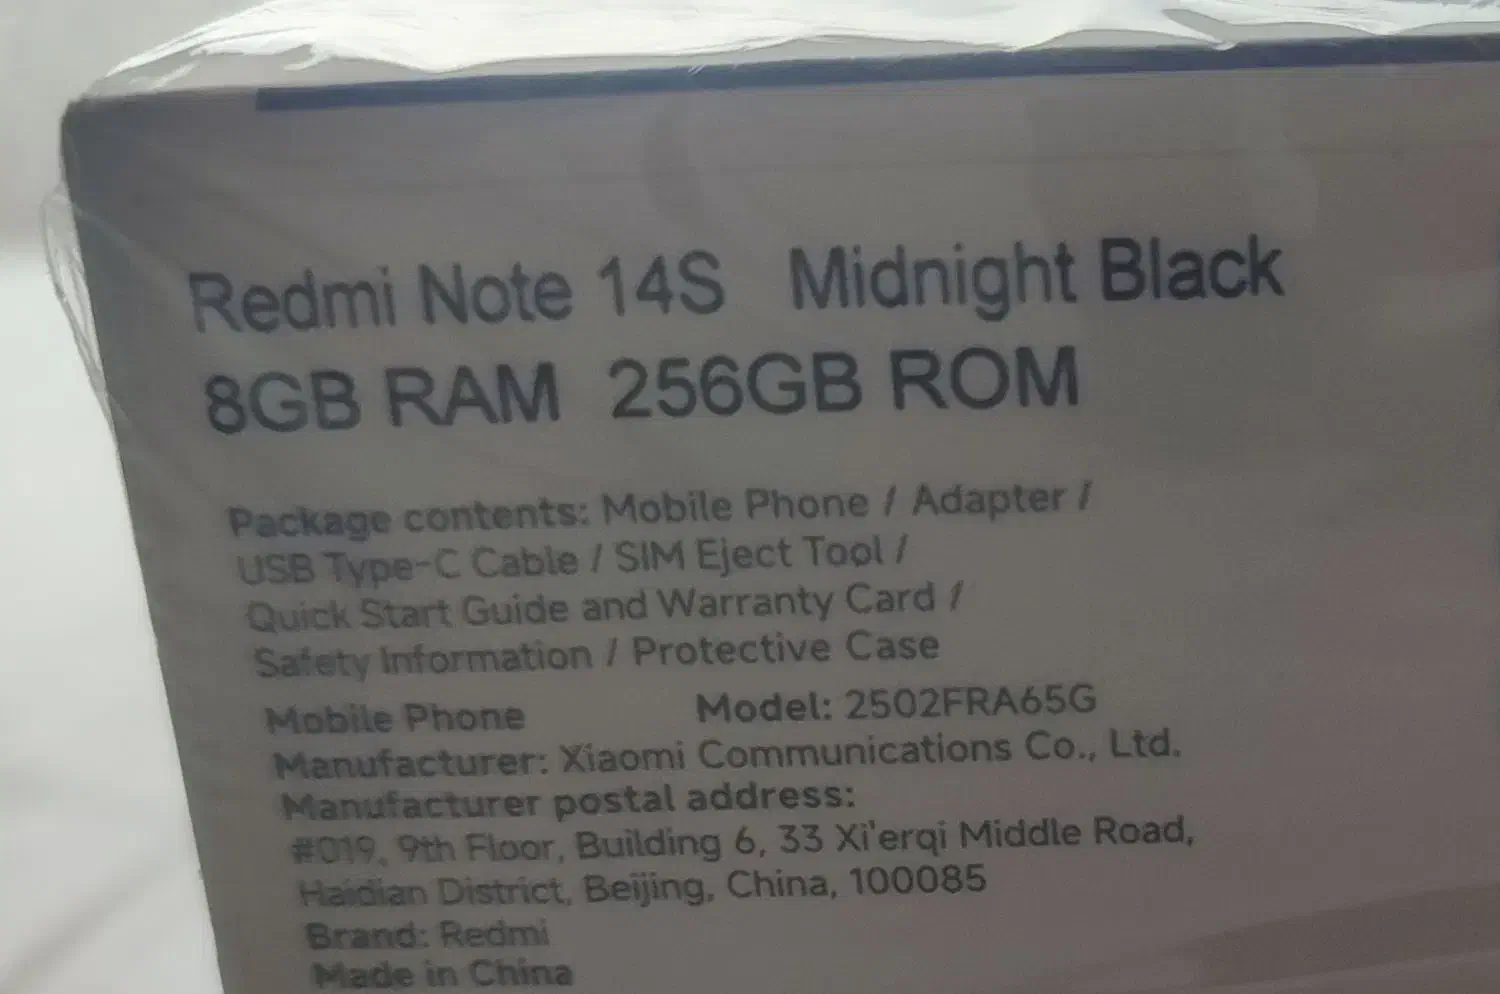 Redmi Note 14S Midnight Black
8GB RAM 256GB ROM
Package contents: Mobile Phone / Adapter /
USB Type-C Cable / SIM Eject Tool /
Quick Start Guide and Warranty Card /
Safety Information / Protective Case
Mobile Phone Model: 2502FRA65G
Manufacturer: Xiaomi Communications Co., Ltd.
Manufacturer postal address:
#019, 9th Floor, Building 6, 33 Xi'erqi Middle Road,
Haidian District, Beijing, China, 100085
Brand: Redmi
Made in China